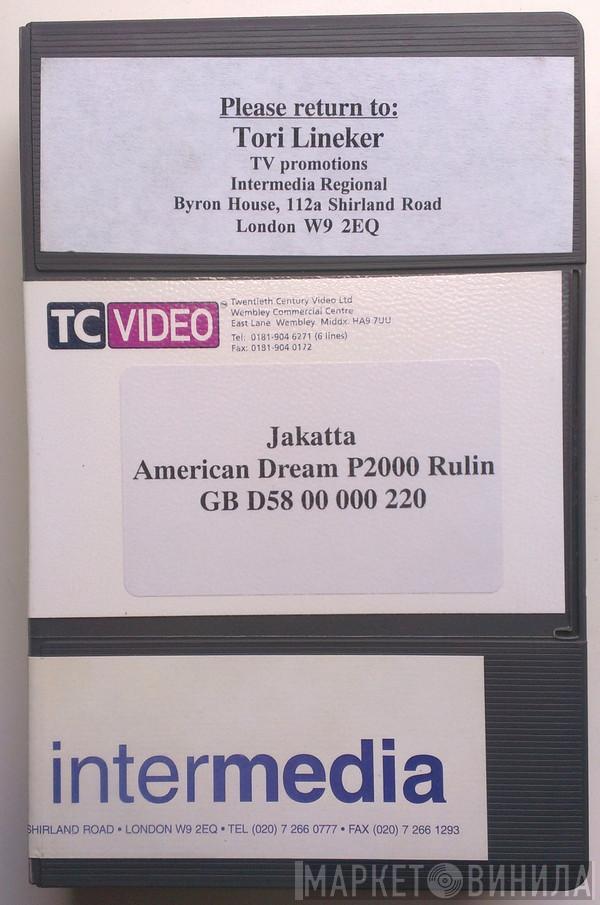 Please return to:
Tori Lineker
TV promotions
Intermedia Regional
Byron House, 112a Shirland Road
London W9 2EQ
TC VIDEO
Twentieth Century Video Ltd
Wembley Commercial Centre
East Lane Wembley Middx. HA9 7UU
Tel: 0181-904 6271 (6 lines)
Fax: 0181-904 0172
Jakatta
American Dream P2000 Rulin
GB D58 00 000 220
intermedia
SHIRLAND ROAD • LONDON W9 2EQ • TEL (020) 7 266 0777 • FAX (020) 7 266 1293
МАРКЕТ ВИНИЛА